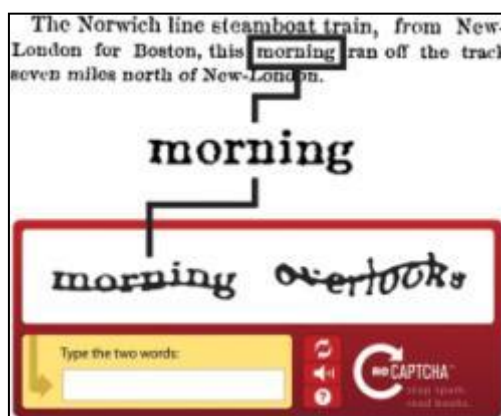 The Norwich line steamboat train, from New-
London for Boston, this morning ran off the track
seven miles north of New-London.
morning
morning overlooks
Type the two words:
reCAPTCHA™
stop spam.
read books.